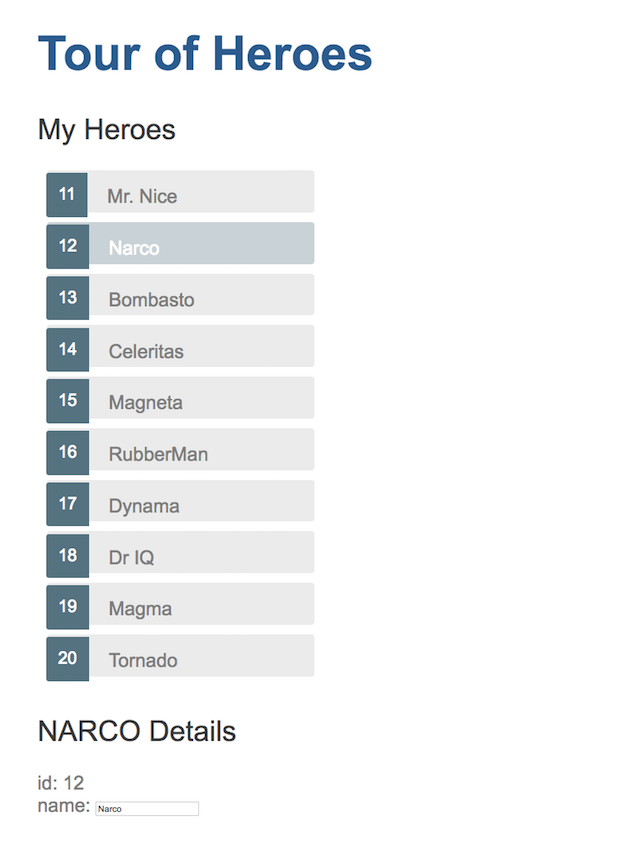 Tour of Heroes
My Heroes
11 Mr. Nice
12 Narco
13 Bombasto
14 Celeritas
15 Magneta
16 RubberMan
17 Dynama
18 Dr IQ
19 Magma
20 Tornado
NARCO Details
id: 12
name: Narco